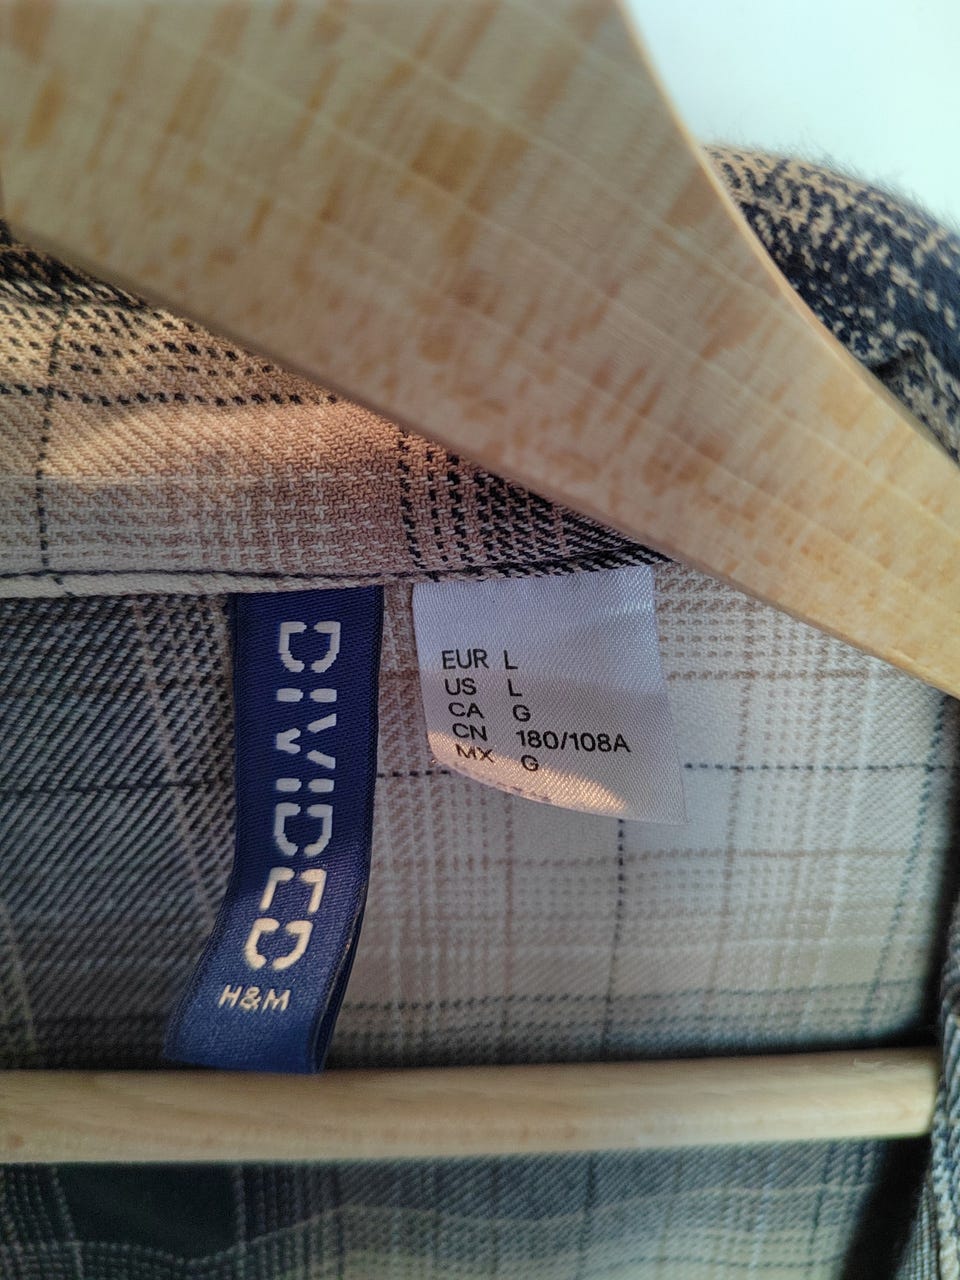 DIVIDED
H&M
EUR L
US L
CA G
CN 180/108A
MX G